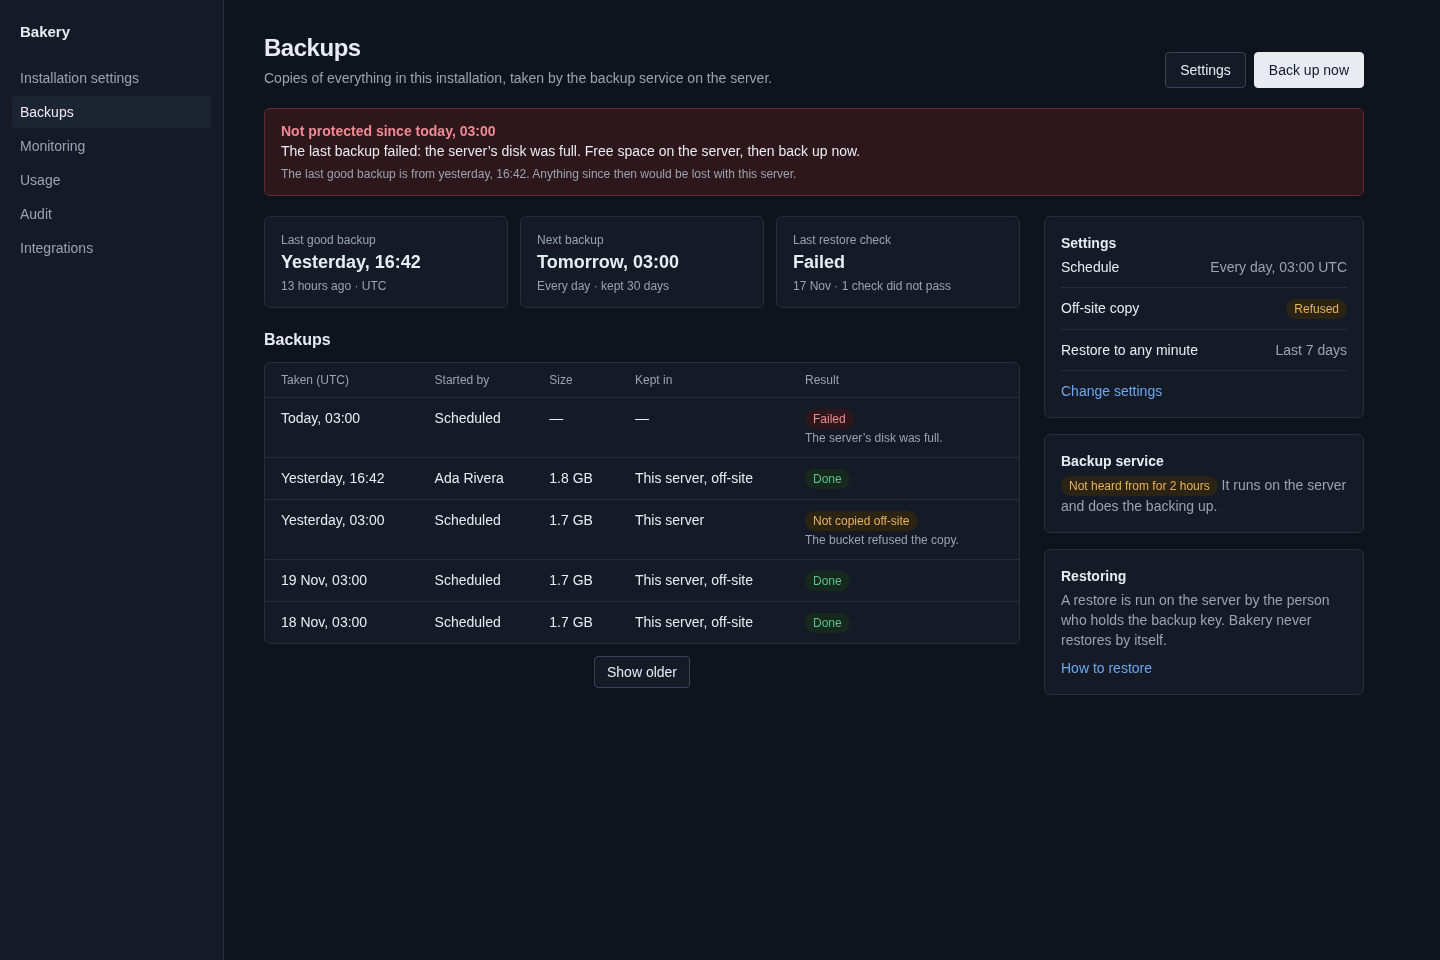 Bakery
Installation settings
Backups
Monitoring
Usage
Audit
Integrations
Backups
Copies of everything in this installation, taken by the backup service on the server.
Settings
Back up now
Not protected since today, 03:00
The last backup failed: the server’s disk was full. Free space on the server, then back up now.
The last good backup is from yesterday, 16:42. Anything since then would be lost with this server.
Last good backup
Yesterday, 16:42
13 hours ago · UTC
Next backup
Tomorrow, 03:00
Every day · kept 30 days
Last restore check
Failed
17 Nov · 1 check did not pass
Backups
Taken (UTC) Started by Size Kept in Result
Today, 03:00 Scheduled — — Failed
The server’s disk was full.
Yesterday, 16:42 Ada Rivera 1.8 GB This server, off-site Done
Yesterday, 03:00 Scheduled 1.7 GB This server Not copied off-site
The bucket refused the copy.
19 Nov, 03:00 Scheduled 1.7 GB This server, off-site Done
18 Nov, 03:00 Scheduled 1.7 GB This server, off-site Done
Show older
Settings
Schedule Every day, 03:00 UTC
Off-site copy Refused
Restore to any minute Last 7 days
Change settings
Backup service
Not heard from for 2 hours It runs on the server
and does the backing up.
Restoring
A restore is run on the server by the person
who holds the backup key. Bakery never
restores by itself.
How to restore